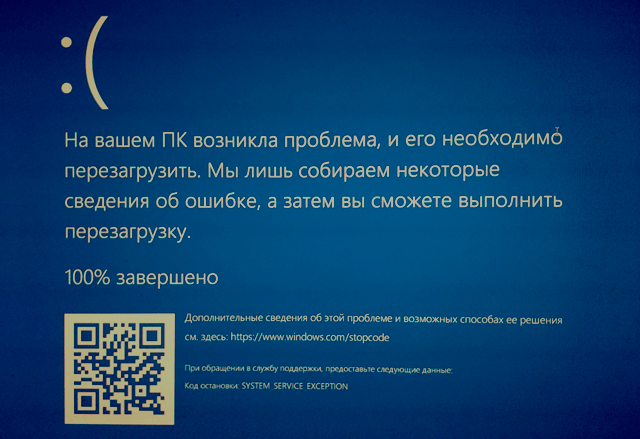 :(
На вашем ПК возникла проблема, и его необходимо
перезагрузить. Мы лишь собираем некоторые
сведения об ошибке, а затем вы сможете выполнить
перезагрузку.
100% завершено
Дополнительные сведения об этой проблеме и возможных способах ее решения
см. здесь: https://www.windows.com/stopcode
При обращении в службу поддержки, предоставьте следующие данные:
Код остановки: SYSTEM SERVICE EXCEPTION